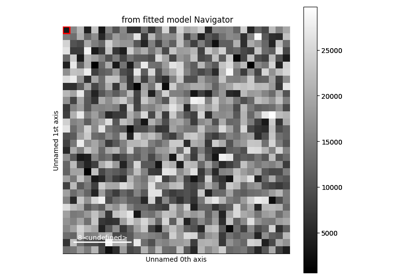 from fitted model Navigator
25000
20000
15000
10000
5000
Unnamed 1st axis
<undefined>
Unnamed 0th axis